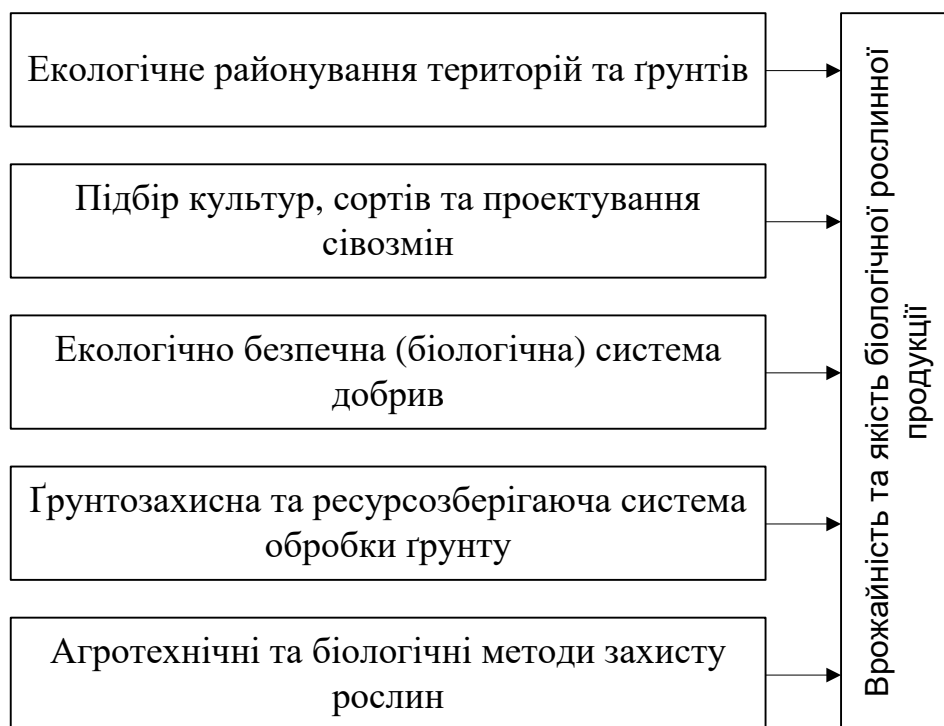 Екологічне районування територій та ґрунтів
Підбір культур, сортів та проектування
сівозмін
Екологічно безпечна (біологічна) система
добрив
Ґрунтозахисна та ресурсозберігаюча система
обробки ґрунту
Агротехнічні та біологічні методи захисту
рослин
Врожайність та якість біологічної рослинної
продукції